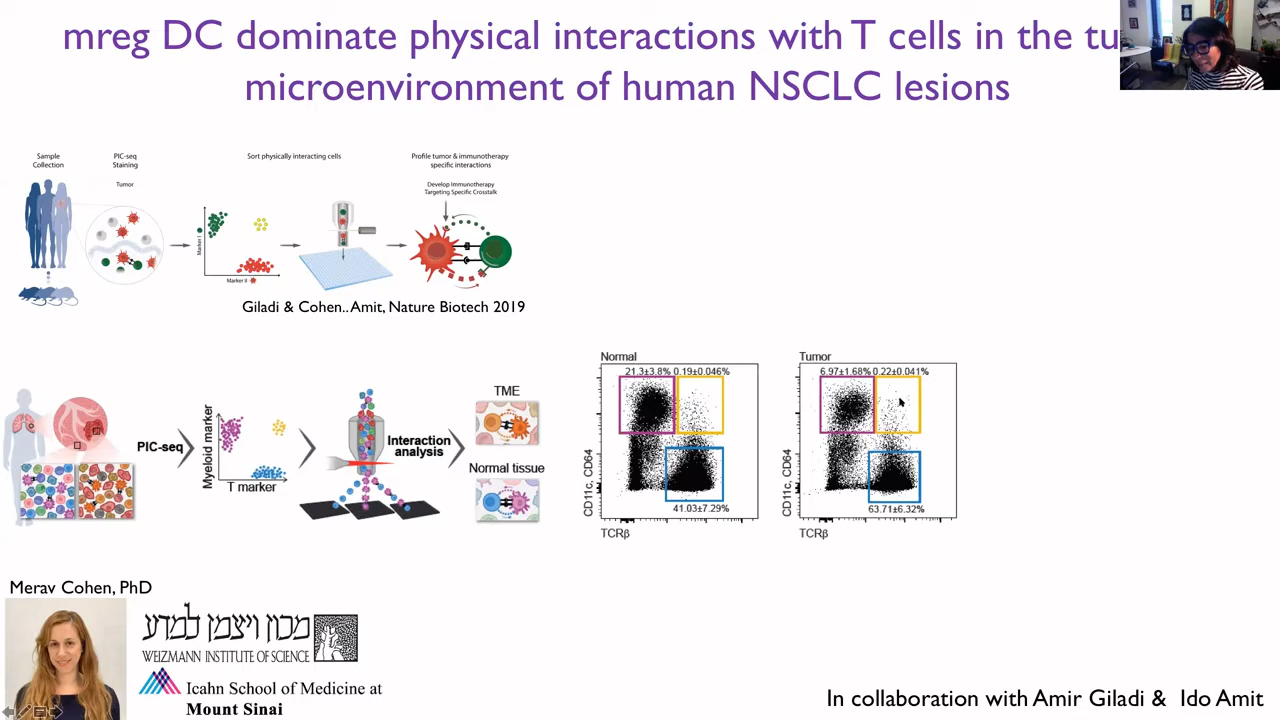 mreg DC dominate physical interactions with T cells in the tu
microenvironment of human NSCLC lesions
Sample
Collection
PIC-seq
Staining
Tumor
Sort physically interacting cells
Profile tumor & immunotherapy
specific interactions
Develop Immunotherapy
Targeting Specific Crosstalk
Marker I
Marker II
Giladi & Cohen.. Amit, Nature Biotech 2019
PIC-seq
Myeloid marker
T marker
Interaction
analysis
TME
Normal tissue
Normal
21.3±3.8% 0.19±0.046%
CD11c, CD64
41.03±7.29%
TCRβ
Tumor
6.97±1.68% 0.22±0.041%
CD11c, CD64
63.71±6.32%
TCRβ
Merav Cohen, PhD
מכון ויצמן למדע
WEIZMANN INSTITUTE OF SCIENCE
Icahn School of Medicine at
Mount Sinai
In collaboration with Amir Giladi & Ido Amit